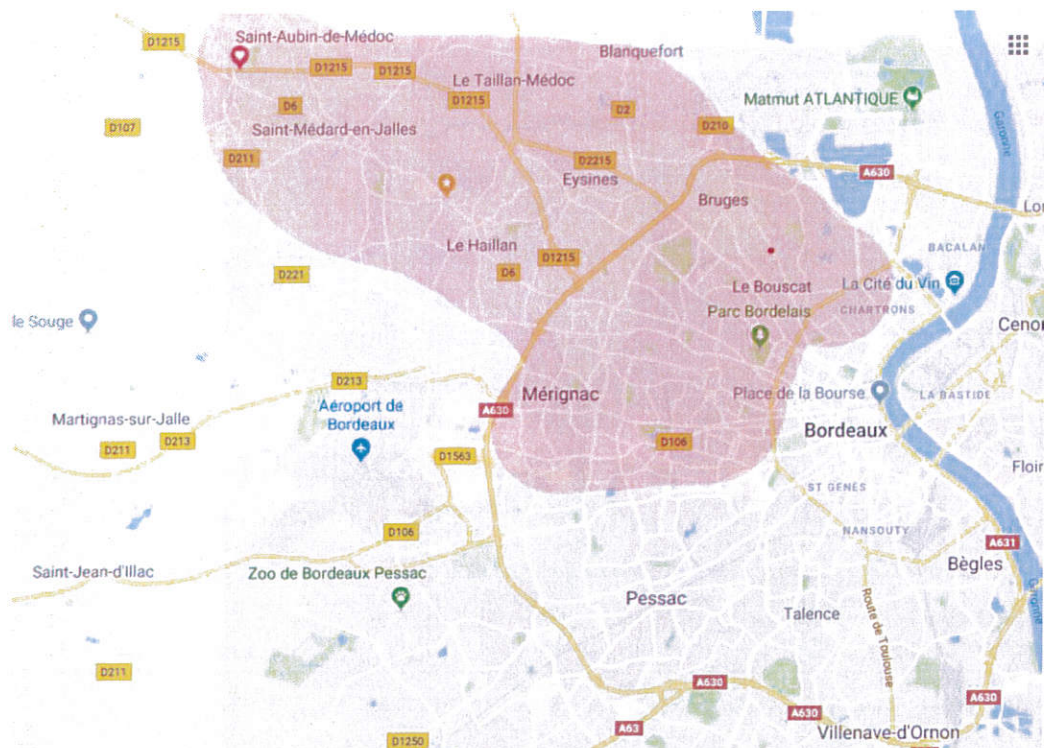 D1215
Saint-Aubin-de-Médoc
Blanquefort
D1215
D1215
Le Taillan-Médoc
D1215
Matmut ATLANTIQUE
D6
D2
D107
Saint-Médard-en-Jalles
D210
Garonne
D211
D2215
Eysines
A630
Bruges
Le Haillan
BACALAN
D1215
D6
D221
Le Bouscat
La Cité du Vin
Parc Bordelais
CHARTRONS
le Souge
Cenon
D213
Mérignac
Place de la Bourse
LA BASTIDE
Aéroport de
Bordeaux
A630
Martignas-sur-Jalle
D213
D211
D106
Bordeaux
D1563
Floir
ST GENÈS
D106
NANSOUTY
A631
Saint-Jean-d'Illac
Zoo de Bordeaux Pessac
Bègles
Pessac
Talence
Garonne
Route de Toulouse
D211
A630
A630
A630
A63
Villenave-d'Ornon
D1250